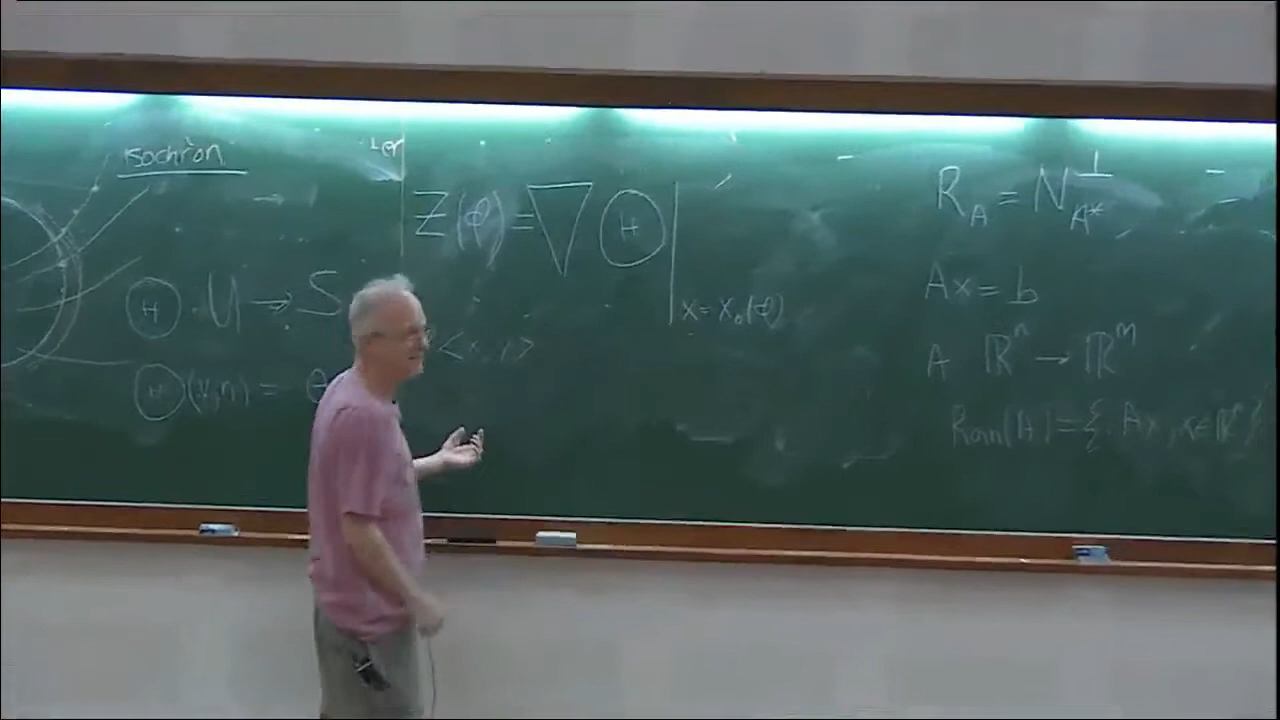 Isochron
Θ : U → S
Θ(x,y) = θ
Z(φ) = ∇ Θ | x = x₀(φ)
R_A = N_{A*}^⊥
Ax = b
A ℝⁿ → ℝᵐ
Ran(A) = { Ax, x ∈ ℝⁿ }